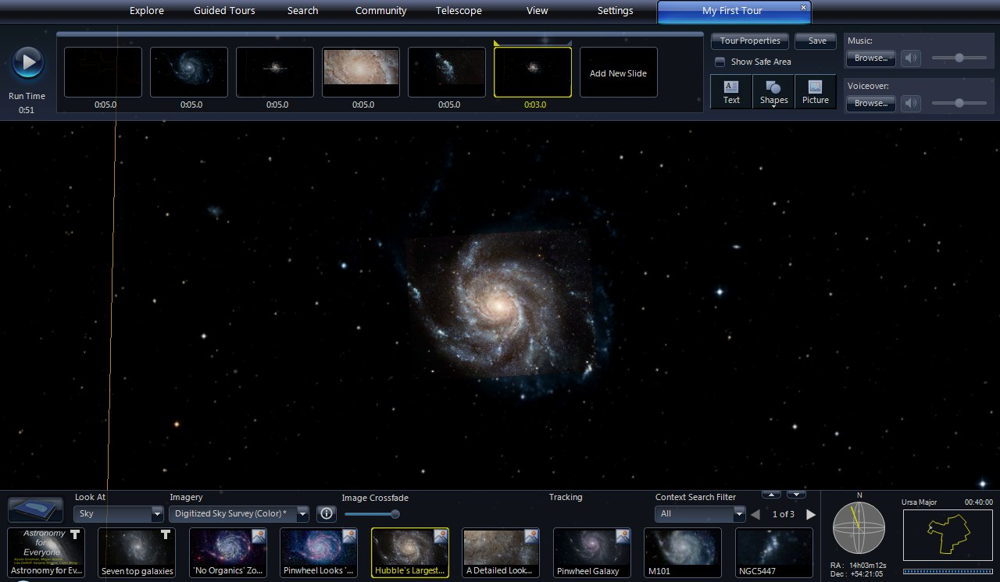 Explore Guided Tours Search Community Telescope View Settings My First Tour
Tour Properties Save Music:
Show Safe Area Browse...
Run Time
0:51
Add New Slide
Text Shapes Picture
Voiceover:
Browse...
0:05.0 0:05.0 0:05.0 0:05.0 0:05.0 0:03.0
Look At Imagery Image Crossfade Tracking Context Search Filter
Sky Digitized Sky Survey (Color) * All 1 of 3
Astronomy
for
Everyone
Astronomy for Ev... Seven top galaxies 'No Organics' Zo... Pinwheel Looks '... Hubble's Largest... A Detailed Look... Pinwheel Galaxy M101 NGC5447
N
Ursa Major 00:40:00
RA : 14h03m12s
Dec : +54:21:05